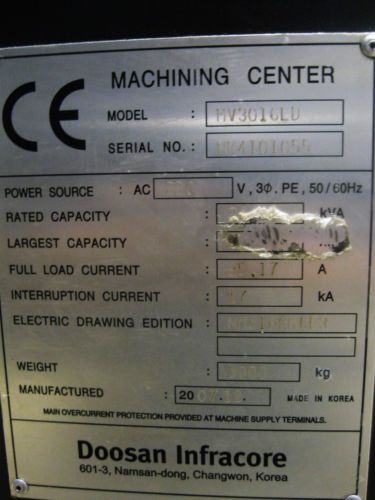 CE MACHINING CENTER
MODEL : MV3016LD
SERIAL NO. :
POWER SOURCE : AC V, 3Φ. PE, 50/60Hz
RATED CAPACITY kVA
LARGEST CAPACITY
FULL LOAD CURRENT : A
INTERRUPTION CURRENT : kA
ELECTRIC DRAWING EDITION :
WEIGHT : kg
MANUFACTURED : 20 MADE IN KOREA
MAIN OVERCURRENT PROTECTION PROVIDED AT MACHINE SUPPLY TERMINALS.
Doosan Infracore
601-3, Namsan-dong, Changwon, Korea